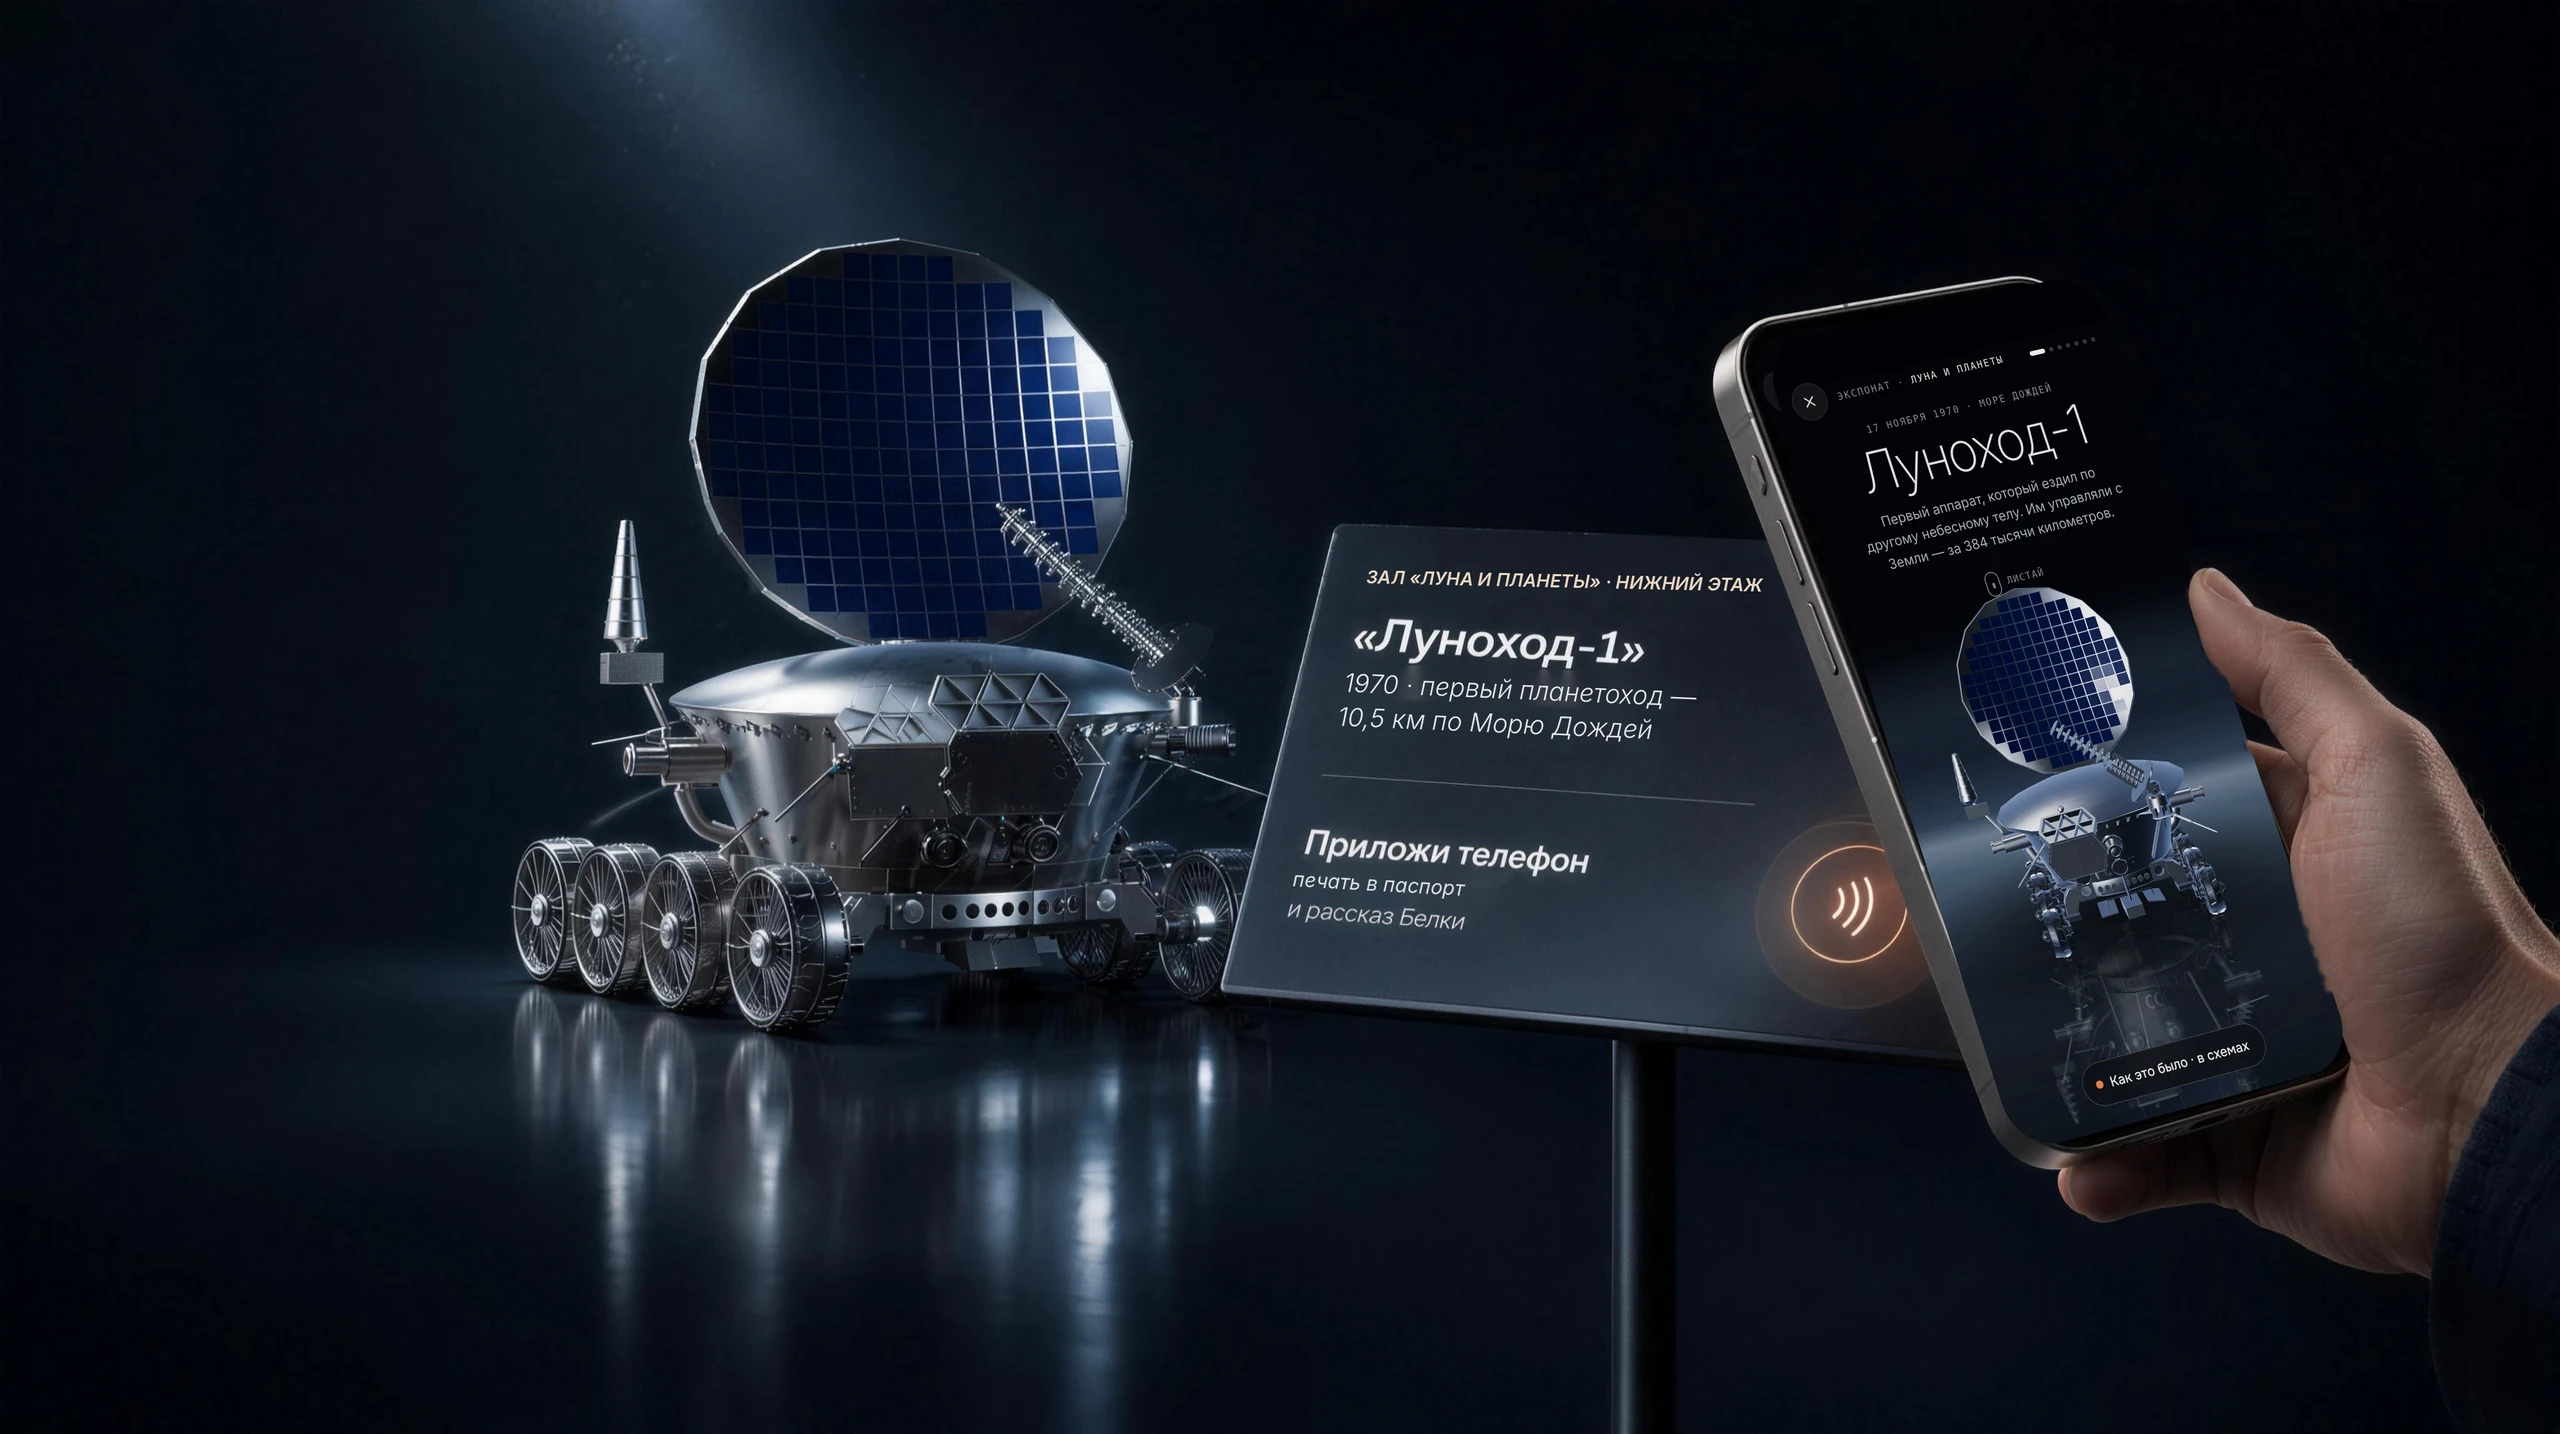 ЗАЛ «ЛУНА И ПЛАНЕТЫ» · НИЖНИЙ ЭТАЖ
«Луноход-1»
1970 · первый планетоход —
10,5 км по Морю Дождей
Приложи телефон
печать в паспорт
и рассказ Белки
ЭКСПОНАТ · ЛУНА И ПЛАНЕТЫ
17 НОЯБРЯ 1970 · МОРЕ ДОЖДЕЙ
Луноход-1
Первый аппарат, который ездил по
другому небесному телу. Им управляли с
Земли — за 384 тысячи километров.
ЛИСТАЙ
Как это было · в схемах